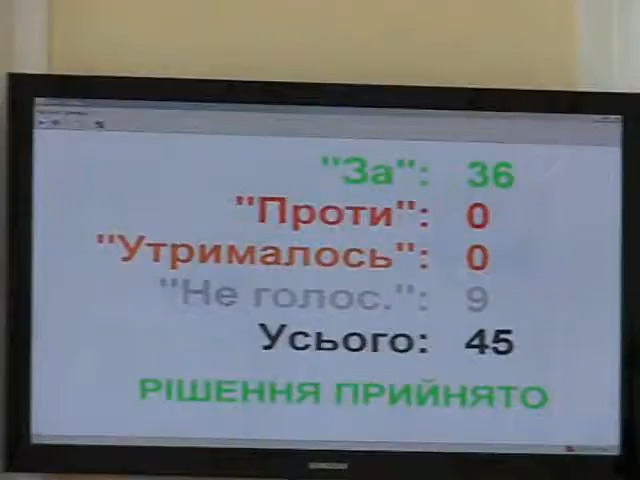 "За": 36
"Проти": 0
"Утрималось": 0
"Не голос.": 9
Усього: 45
РІШЕННЯ ПРИЙНЯТО